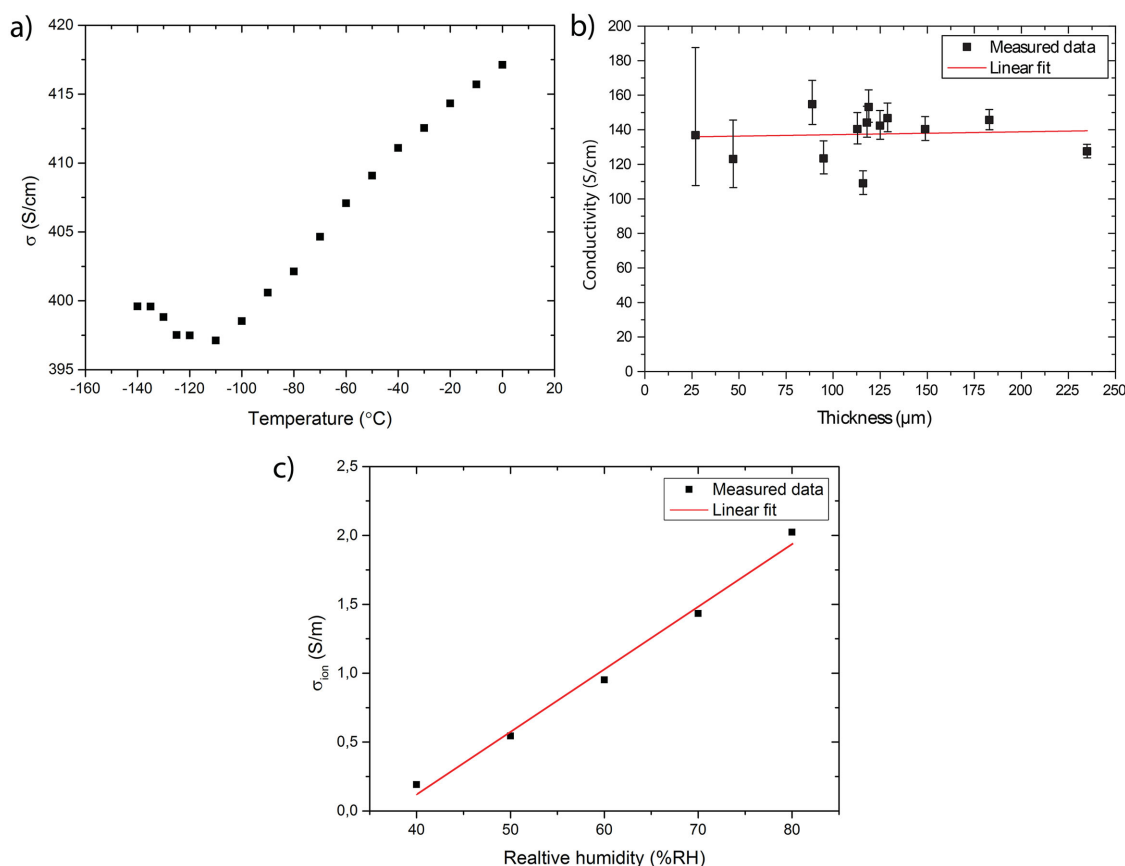 a)
420
415
410
405
400
395
σ (S/cm)
-160 -140 -120 -100 -80 -60 -40 -20 0 20
Temperature (°C)
b)
200
180
160
140
120
100
80
60
40
20
0
Conductivity (S/cm)
Measured data
Linear fit
0 25 50 75 100 125 150 175 200 225 250
Thickness (µm)
c)
2,5
2,0
1,5
1,0
0,5
0,0
σion (S/m)
Measured data
Linear fit
40 50 60 70 80
Realtive humidity (%RH)